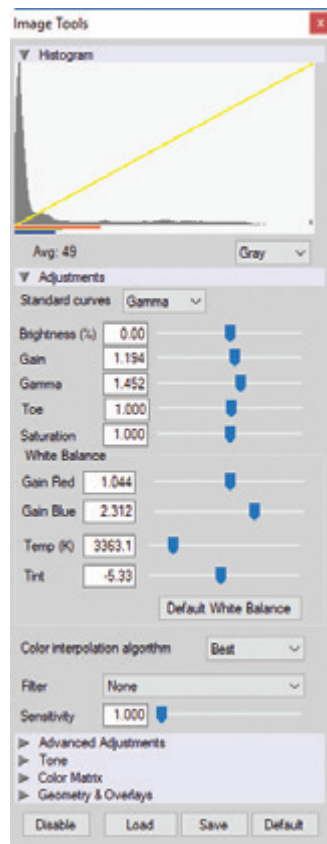 Image Tools
Histogram
Avg: 49 Gray
Adjustments
Standard curves Gamma
Brightness (%) 0.00
Gain 1.194
Gamma 1.452
Toe 1.000
Saturation 1.000
White Balance
Gain Red 1.044
Gain Blue 2.312
Temp (K) 3363.1
Tint -5.33
Default White Balance
Color interpolation algorithm Best
Filter None
Sensitivity 1.000
Advanced Adjustments
Tone
Color Matrix
Geometry & Overlays
Disable Load Save Default